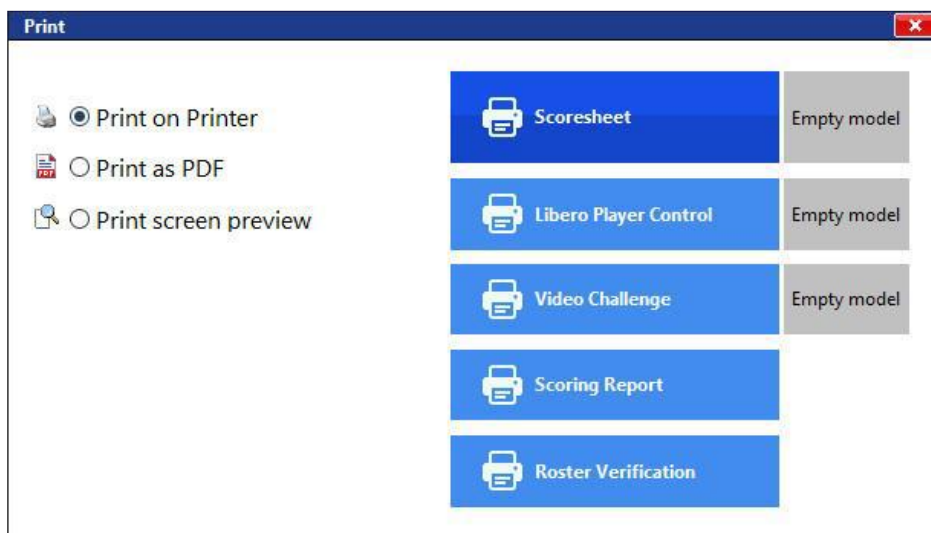 Print
Print on Printer
Print as PDF
Print screen preview
Scoresheet
Empty model
Libero Player Control
Empty model
Video Challenge
Empty model
Scoring Report
Roster Verification